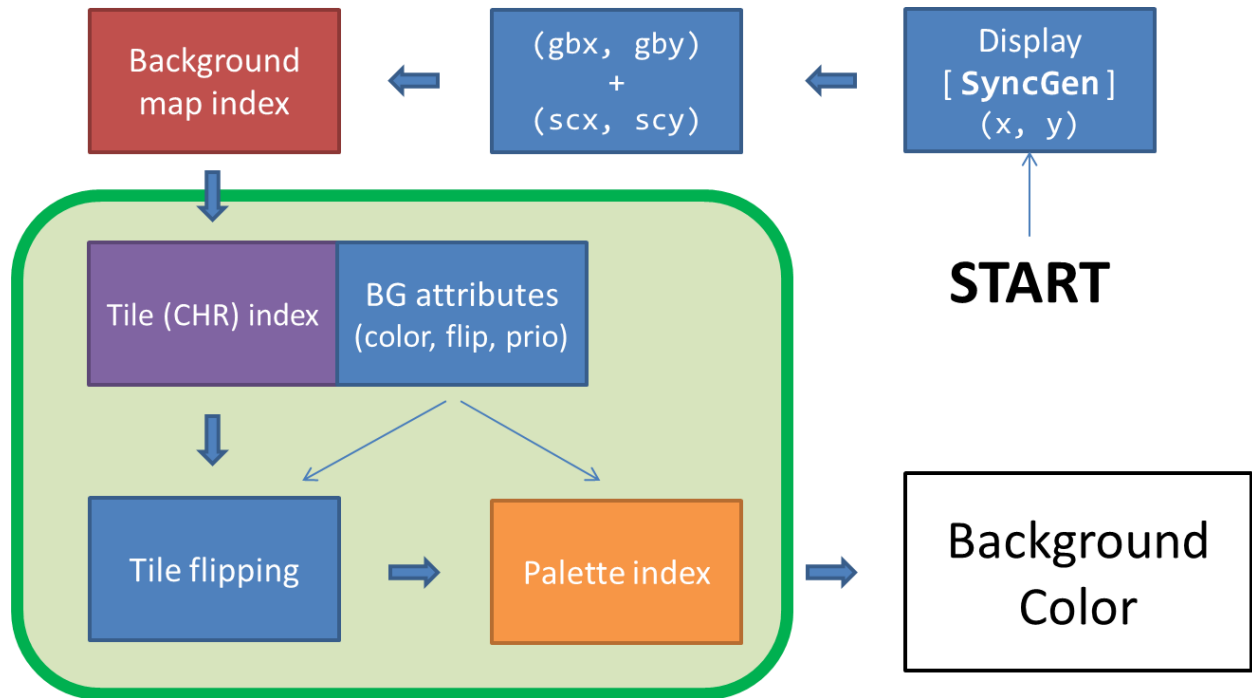 Background
map index
(gbx, gby)
+
(scx, scy)
Display
[ SyncGen ]
(x, y)
START
Tile (CHR) index
BG attributes
(color, flip, prio)
Tile flipping
Palette index
Background
Color